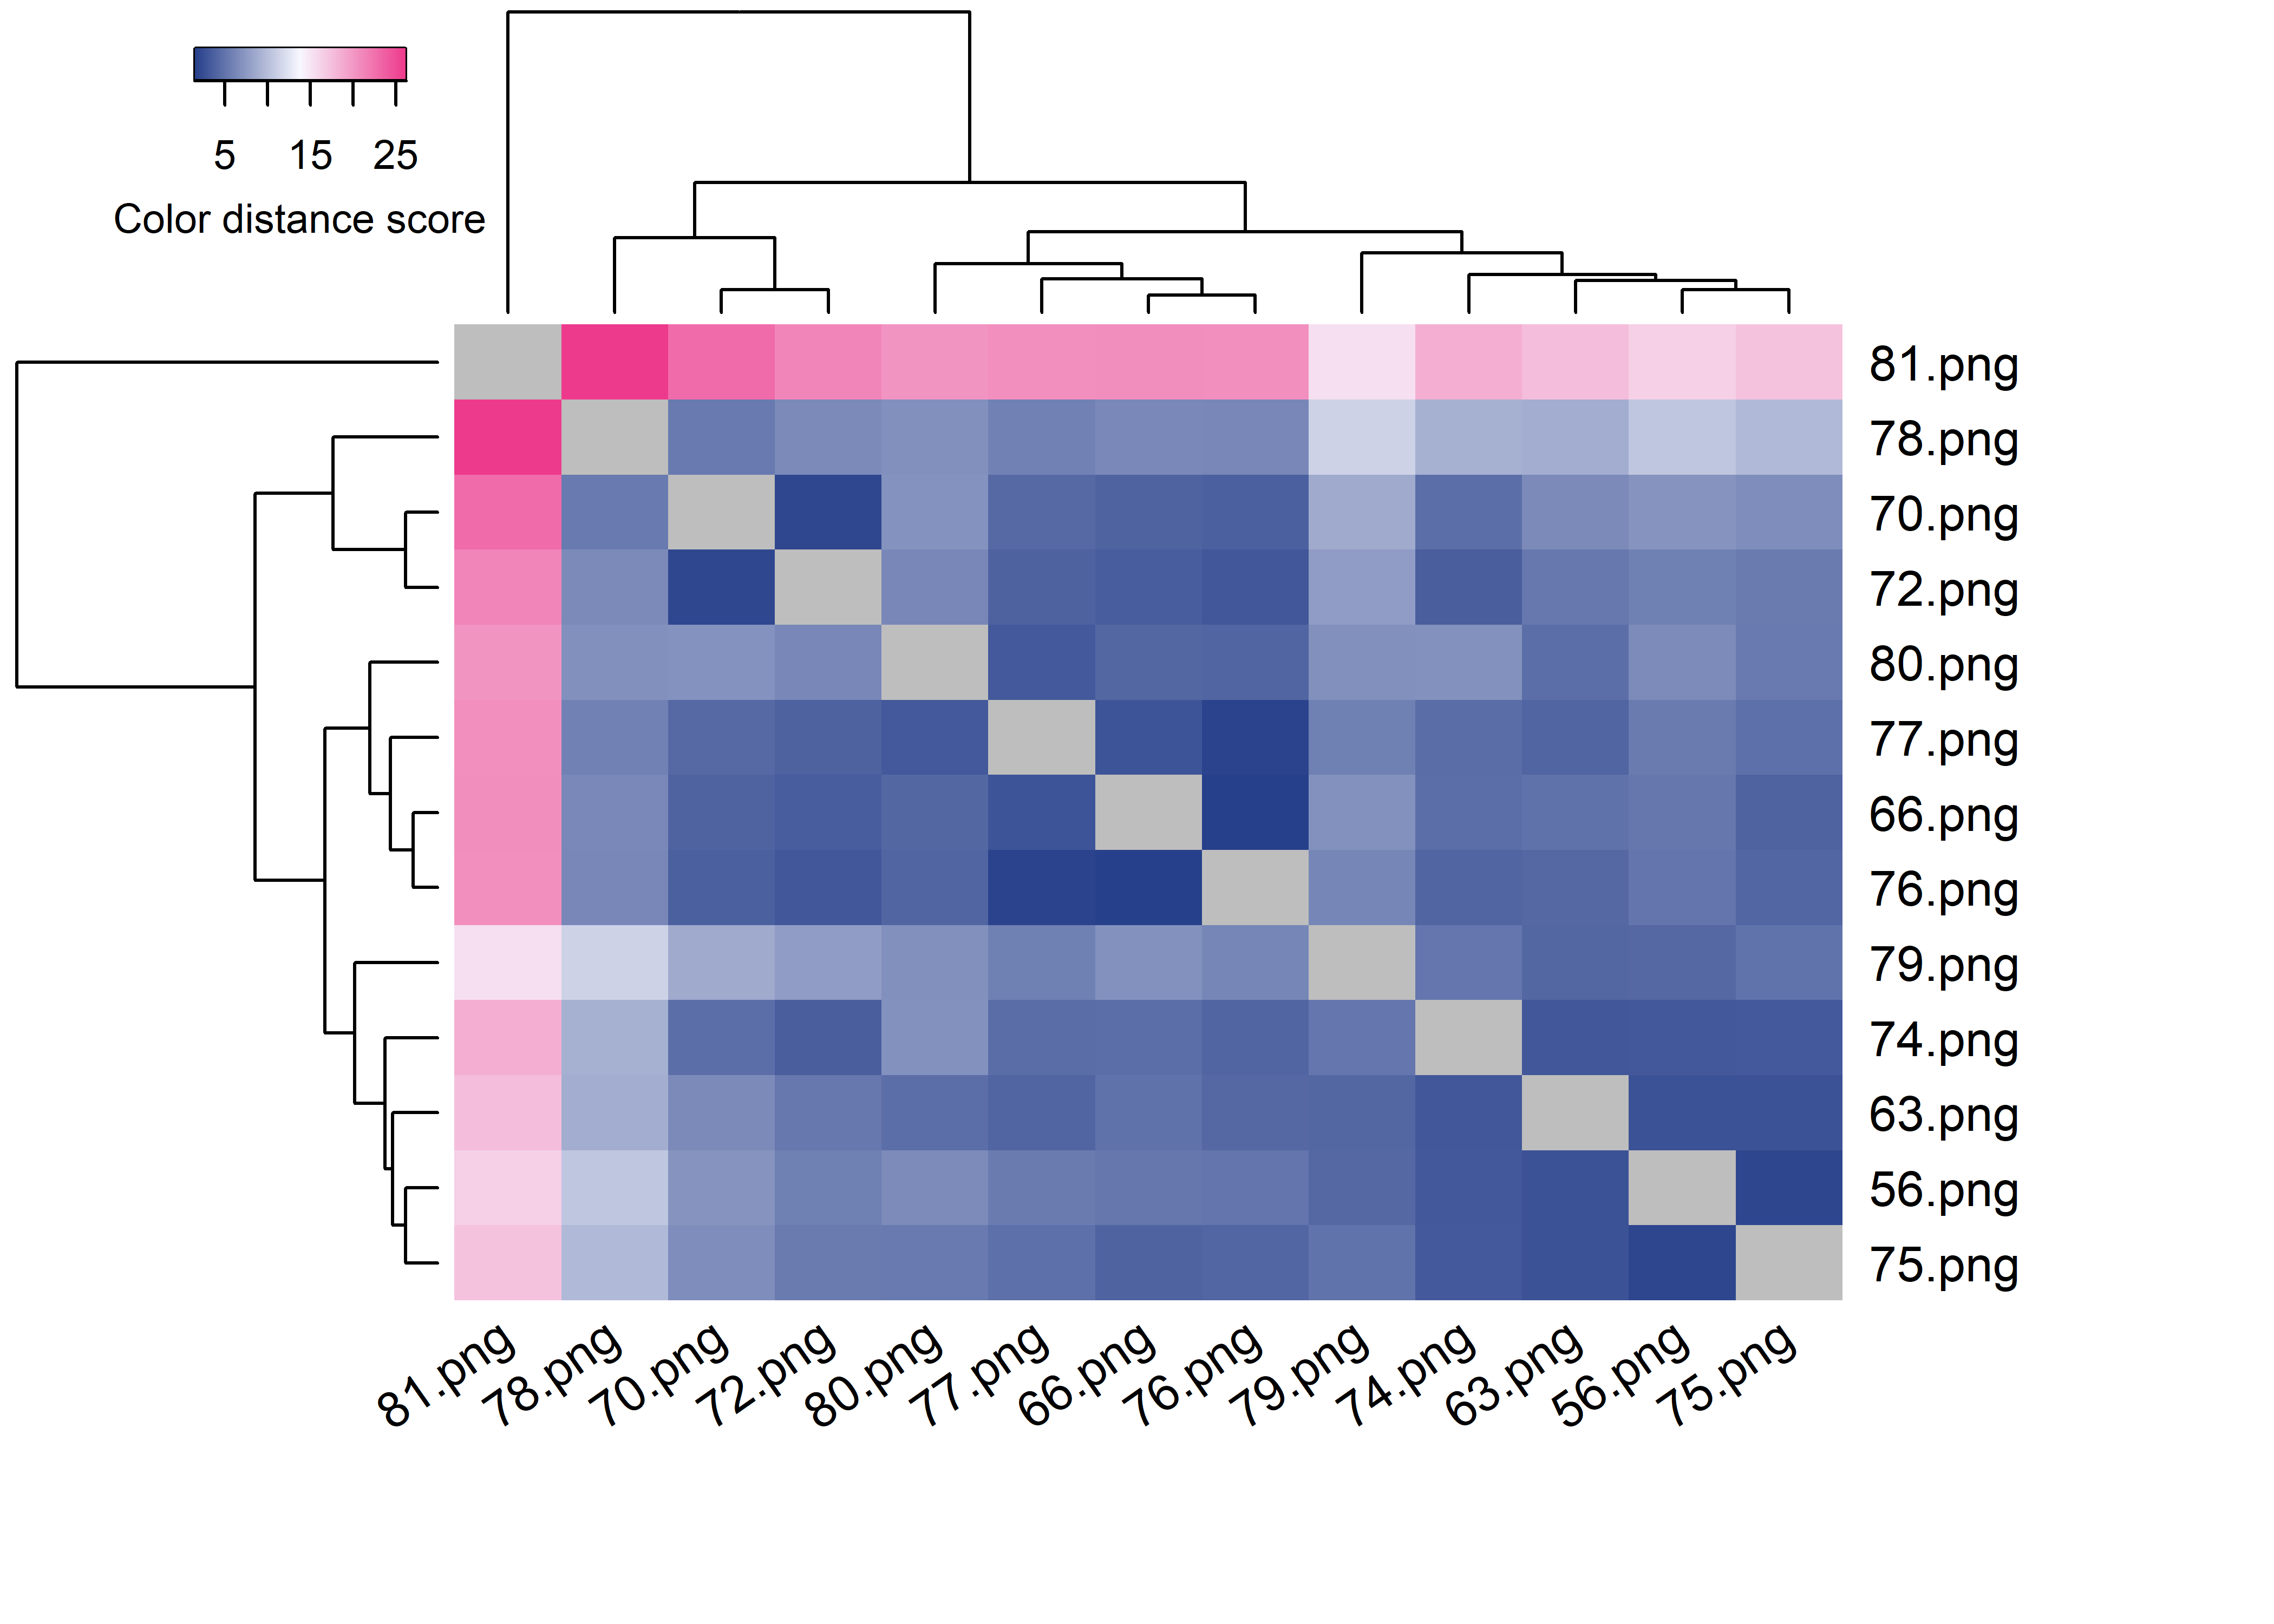 5 15 25
Color distance score
81.png
78.png
70.png
72.png
80.png
77.png
66.png
76.png
79.png
74.png
63.png
56.png
75.png
81.png 78.png 70.png 72.png 80.png 77.png 66.png 76.png 79.png 74.png 63.png 56.png 75.png